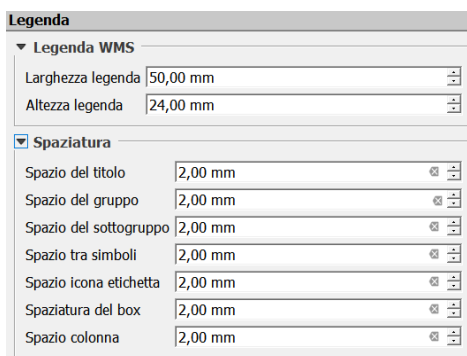 Legenda
Legenda WMS
Larghezza legenda 50,00 mm
Altezza legenda 24,00 mm
Spaziatura
Spazio del titolo 2,00 mm
Spazio del gruppo 2,00 mm
Spazio del sottogruppo 2,00 mm
Spazio tra simboli 2,00 mm
Spazio icona etichetta 2,00 mm
Spaziatura del box 2,00 mm
Spazio colonna 2,00 mm